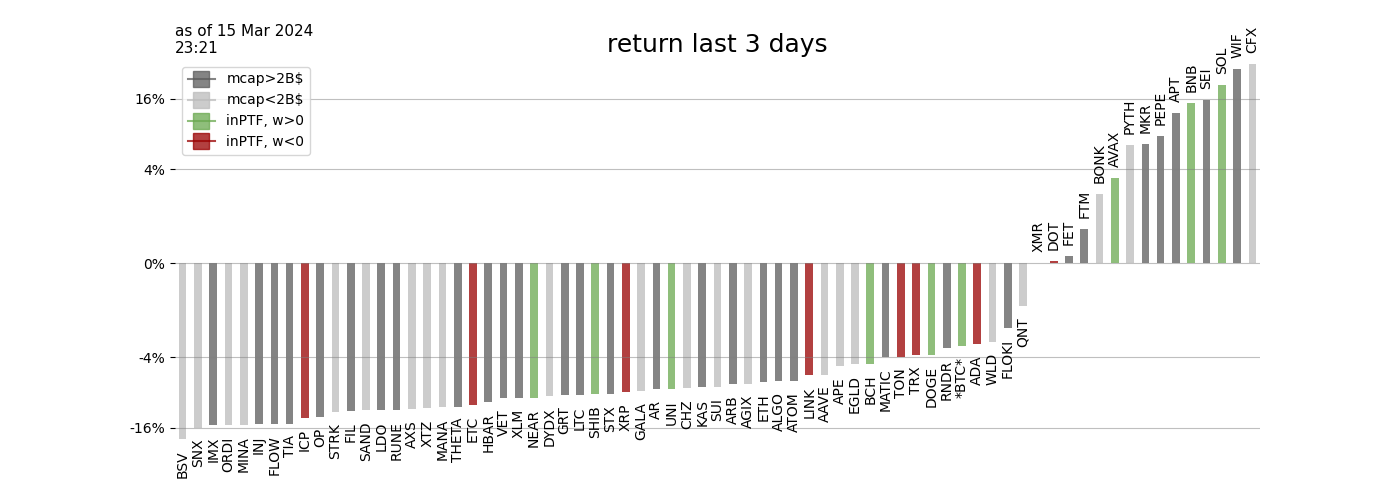 as of 15 Mar 2024
23:21
return last 3 days
mcap>2B$
mcap<2B$
inPTF, w>0
inPTF, w<0
16%
4%
0%
-4%
-16%
BSV
SNX
IMX
ORDI
MINA
INJ
FLOW
TIA
ICP
OP
STRK
FIL
SAND
LDO
RUNE
AXS
XTZ
MANA
THETA
ETC
HBAR
VET
XLM
NEAR
DYDX
GRT
LTC
SHIB
STX
XRP
GALA
AR
UNI
CHZ
KAS
SUI
ARB
AGIX
ETH
ALGO
ATOM
LINK
AAVE
APE
EGLD
BCH
MATIC
TON
TRX
DOGE
RNDR
*BTC*
ADA
WLD
FLOKI
QNT
XMR
DOT
FET
FTM
BONK
AVAX
PYTH
MKR
PEPE
APT
BNB
SEI
SOL
WIF
CFX